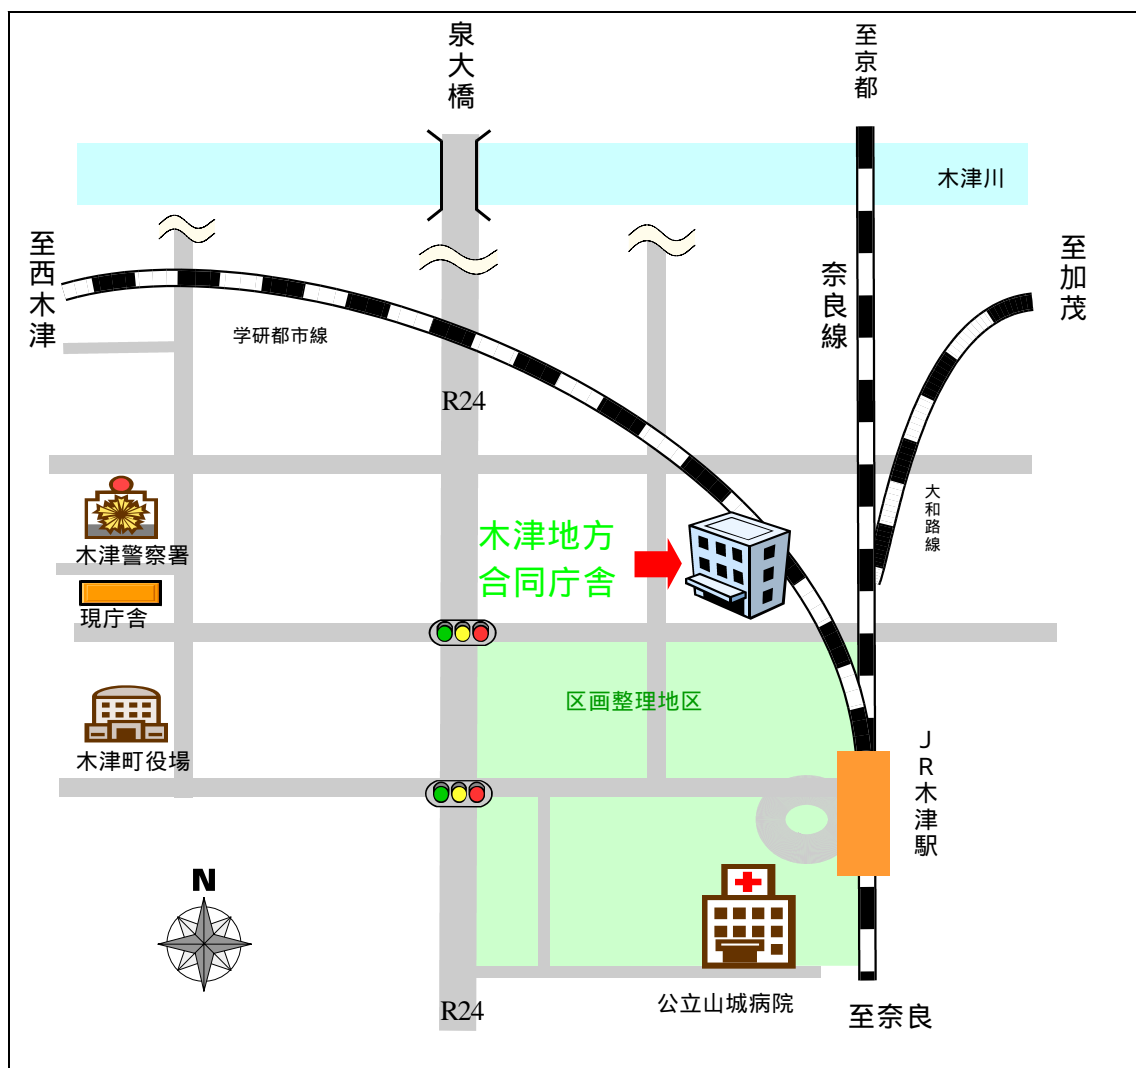 泉大橋
至京都
木津川
至西木津
至加茂
奈良線
学研都市線
R24
大和路線
木津警察署
木津地方
合同庁舎
現庁舎
区画整理地区
木津町役場
JR木津駅
N
公立山城病院
R24
至奈良